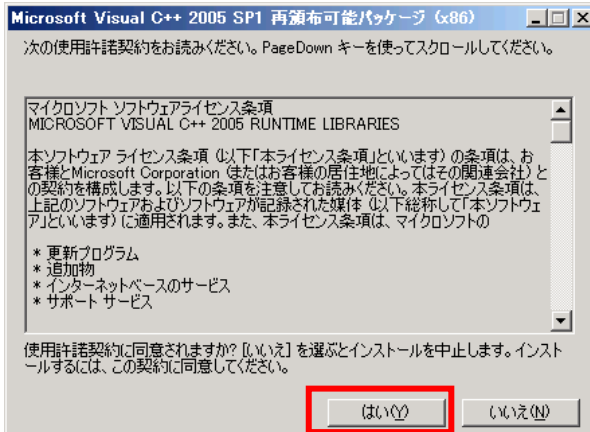 Microsoft Visual C++ 2005 SP1 再頒布可能パッケージ (x86)
次の使用許諾契約をお読みください。PageDown キーを使ってスクロールしてください。
マイクロソフト ソフトウェアライセンス条項
MICROSOFT VISUAL C++ 2005 RUNTIME LIBRARIES
本ソフトウェア ライセンス条項 (以下「本ライセンス条項」といいます) の条項は、お
客様とMicrosoft Corporation (またはお客様の居住地によってはその関連会社) と
の契約を構成します。以下の条項を注意してお読みください。本ライセンス条項は、
上記のソフトウェアおよびソフトウェアが記録された媒体 (以下総称して「本ソフトウェ
ア」といいます) に適用されます。また、本ライセンス条項は、マイクロソフトの
* 更新プログラム
* 追加物
* インターネットベースのサービス
* サポート サービス
使用許諾契約に同意されますか? [いいえ] を選ぶとインストールを中止します。インスト
ールするには、この契約に同意してください。
はい(Y)
いいえ(N)